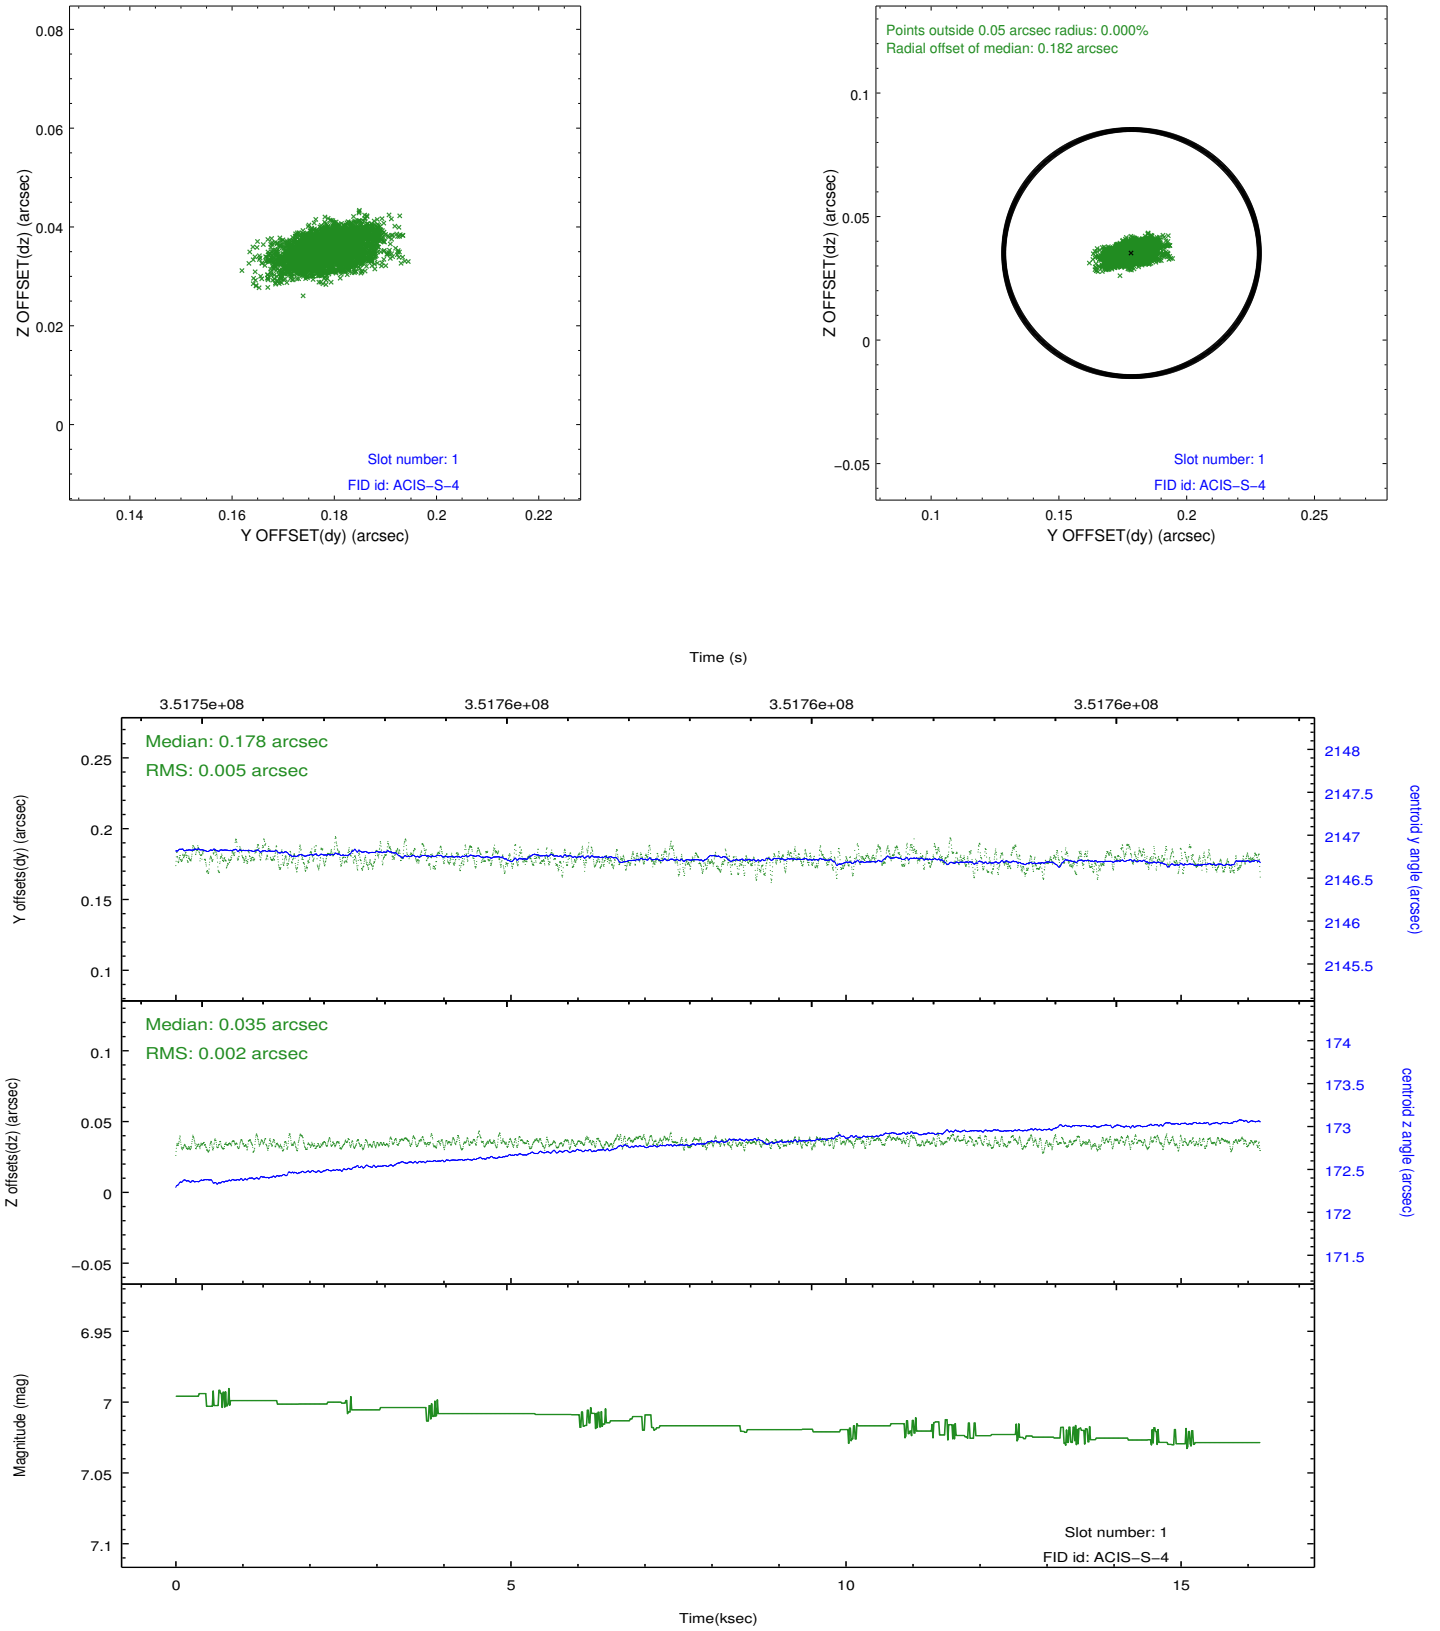 0.08
0.06
0.04
0.02
0
Z OFFSET(dz) (arcsec)
Slot number: 1
FID id: ACIS−S−4
0.14
0.16
0.18
0.2
0.22
Y OFFSET(dy) (arcsec)
Points outside 0.05 arcsec radius: 0.000%
Radial offset of median: 0.182 arcsec
0.1
0.05
0
−0.05
Z OFFSET(dz) (arcsec)
Slot number: 1
FID id: ACIS−S−4
0.1
0.15
0.2
0.25
Y OFFSET(dy) (arcsec)
Time (s)
3.5175e+08
3.5176e+08
3.5176e+08
3.5176e+08
Median: 0.178 arcsec
RMS: 0.005 arcsec
0.25
0.2
0.15
0.1
Y offsets(dy) (arcsec)
2148
2147.5
2147
2146.5
2146
2145.5
centroid y angle (arcsec)
Median: 0.035 arcsec
RMS: 0.002 arcsec
0.1
0.05
0
−0.05
Z offsets(dz) (arcsec)
174
173.5
173
172.5
172
171.5
centroid z angle (arcsec)
6.95
7
7.05
7.1
Magnitude (mag)
Slot number: 1
FID id: ACIS−S−4
0
5
10
15
Time(ksec)